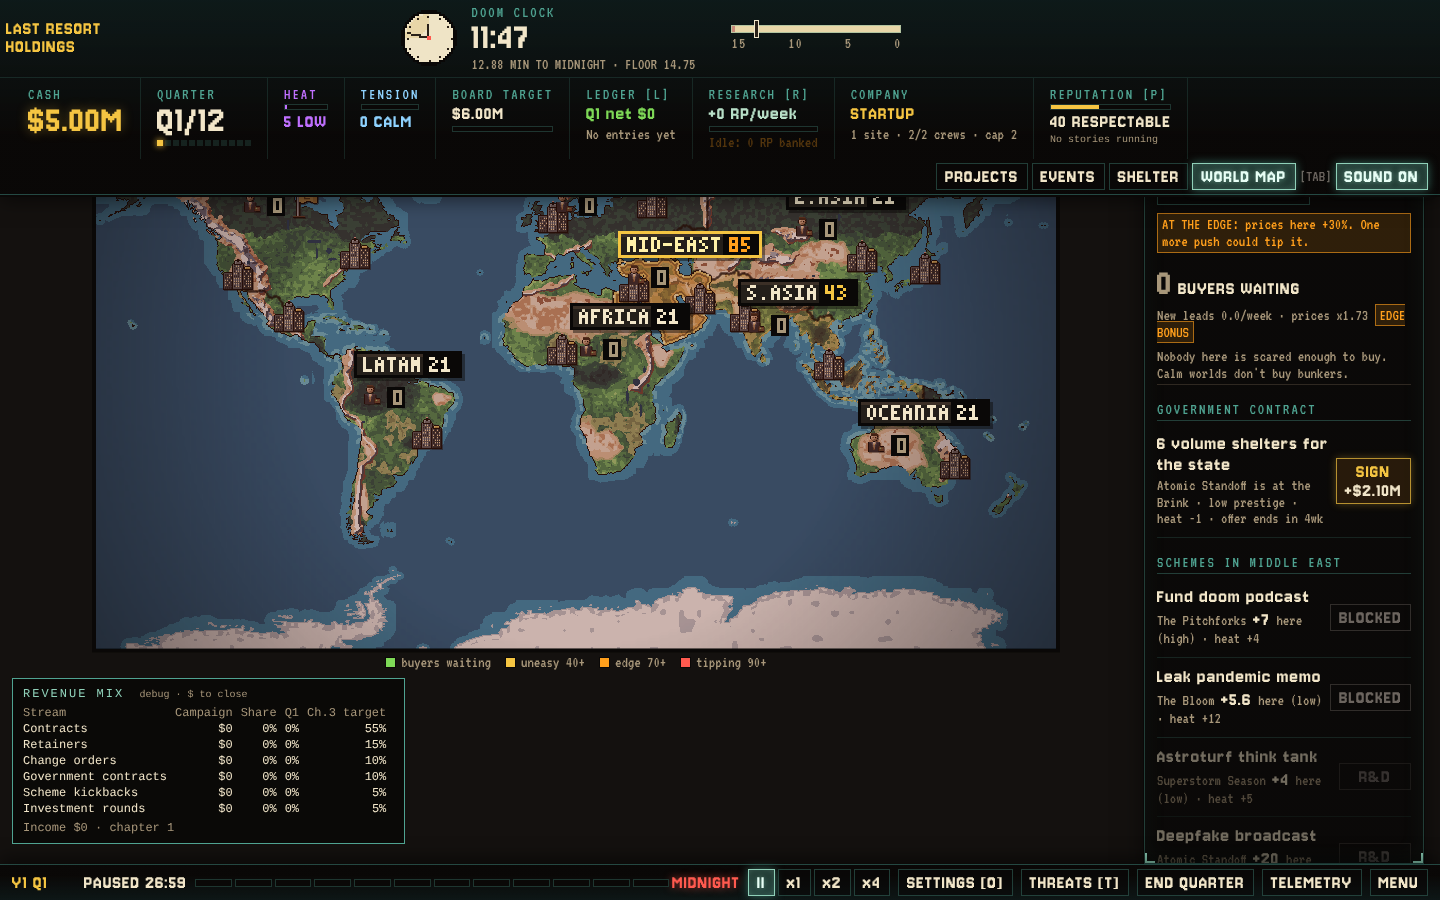 LAST RESORT
HOLDINGS
DOOM CLOCK
11:47
12.88 MIN TO MIDNIGHT · FLOOR 14.75
15 10 5 0
CASH
$5.00M
QUARTER
Q1/12
HEAT
5 LOW
TENSION
0 CALM
BOARD TARGET
$6.00M
LEDGER [L]
Q1 net $0
No entries yet
RESEARCH [R]
+0 RP/week
Idle: 0 RP banked
COMPANY
STARTUP
1 site · 2/2 crews · cap 2
REPUTATION [P]
40 RESPECTABLE
No stories running
PROJECTS EVENTS SHELTER WORLD MAP [TAB] SOUND ON
E.ASIA 21
0
0
0
MID-EAST 85
0
S.ASIA 43
0
AFRICA 21
0
LATAM 21
0
OCEANIA 21
0
buyers waiting uneasy 40+ edge 70+ tipping 90+
AT THE EDGE: prices here +30%. One
more push could tip it.
0 BUYERS WAITING
New leads 0.0/week · prices x1.73 EDGE
BONUS
Nobody here is scared enough to buy.
Calm worlds don't buy bunkers.
GOVERNMENT CONTRACT
6 volume shelters for
the state
Atomic Standoff is at the
Brink · low prestige ·
heat -1 · offer ends in 4wk
SIGN
+$2.10M
SCHEMES IN MIDDLE EAST
Fund doom podcast
The Pitchforks +7 here
(high) · heat +4
BLOCKED
Leak pandemic memo
The Bloom +5.6 here (low)
· heat +12
BLOCKED
Astroturf think tank
Superstorm Season +4 here
(low) · heat +5
R&D
Deepfake broadcast
Atomic Standoff +20 here
R&D
REVENUE MIX debug · $ to close
Stream Campaign Share Q1 Ch.3 target
Contracts $0 0% 0% 55%
Retainers $0 0% 0% 15%
Change orders $0 0% 0% 10%
Government contracts $0 0% 0% 10%
Scheme kickbacks $0 0% 0% 5%
Investment rounds $0 0% 0% 5%
Income $0 · chapter 1
Y1 Q1 PAUSED 26:59 MIDNIGHT II x1 x2 x4 SETTINGS [O] THREATS [T] END QUARTER TELEMETRY MENU